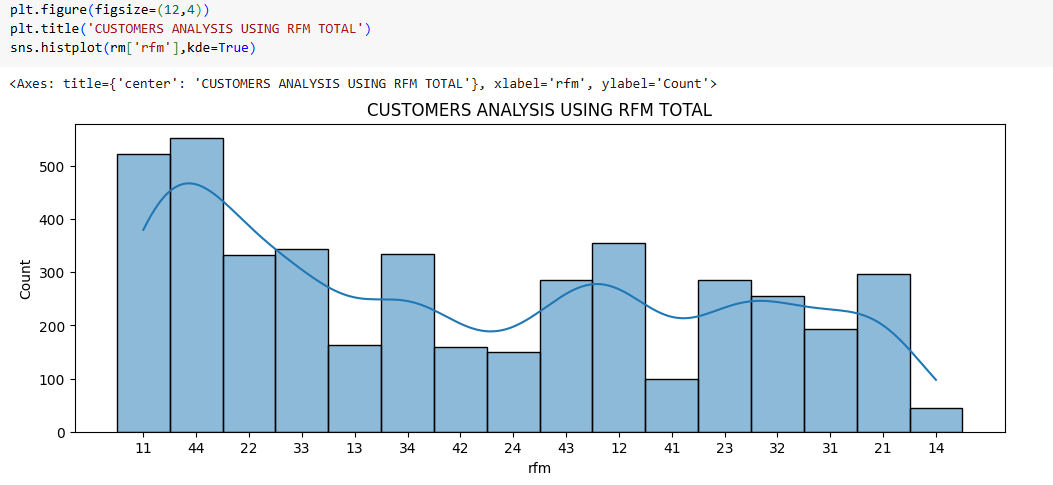 plt.figure(figsize=(12,4))
plt.title('CUSTOMERS ANALYSIS USING RFM TOTAL')
sns.histplot(rm['rfm'],kde=True)
<Axes: title={'center': 'CUSTOMERS ANALYSIS USING RFM TOTAL'}, xlabel='rfm', ylabel='Count'>
CUSTOMERS ANALYSIS USING RFM TOTAL
500
400
300
200
100
0
Count
11 44 22 33 13 34 42 24 43 12 41 23 32 31 21 14
rfm